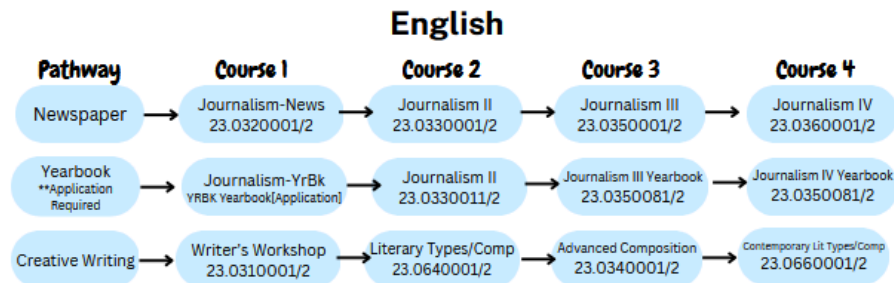 English
Pathway Course 1 Course 2 Course 3 Course 4
Newspaper
Journalism-News
23.0320001/2
Journalism II
23.0330001/2
Journalism III
23.0350001/2
Journalism IV
23.0360001/2
Yearbook
**Application
Required
Journalism-YrBk
YRBK Yearbook[Application]
Journalism II
23.0330011/2
Journalism III Yearbook
23.0350081/2
Journalism IV Yearbook
23.0350081/2
Creative Writing
Writer's Workshop
23.0310001/2
Literary Types/Comp
23.0640001/2
Advanced Composition
23.0340001/2
Contemporary Lit Types/Comp
23.0660001/2